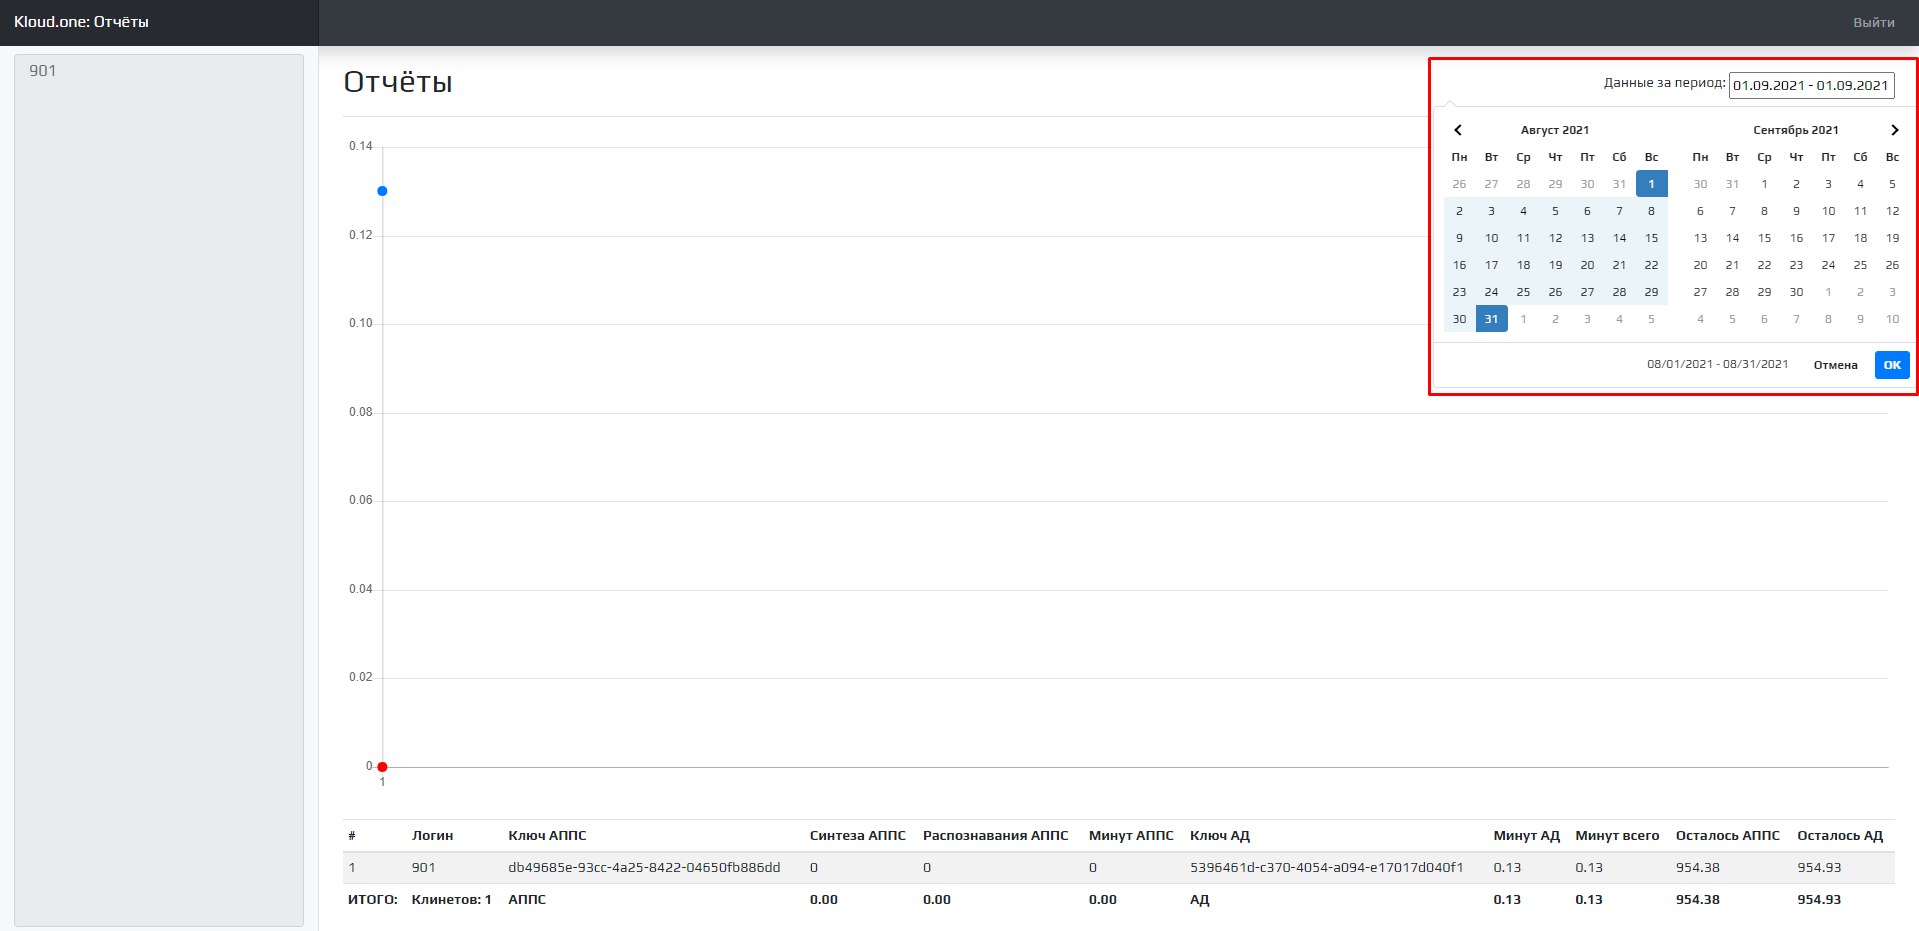 Kloud.one: Отчёты
Выйти
901
Отчёты
Данные за период: 01.09.2021 - 01.09.2021
Август 2021
Пн Вт Ср Чт Пт Сб Вс
26 27 28 29 30 31 1
2 3 4 5 6 7 8
9 10 11 12 13 14 15
16 17 18 19 20 21 22
23 24 25 26 27 28 29
30 31 1 2 3 4 5
Сентябрь 2021
Пн Вт Ср Чт Пт Сб Вс
30 31 1 2 3 4 5
6 7 8 9 10 11 12
13 14 15 16 17 18 19
20 21 22 23 24 25 26
27 28 29 30 1 2 3
4 5 6 7 8 9 10
08/01/2021 - 08/31/2021 Отмена ОК
0.14
0.12
0.10
0.08
0.06
0.04
0.02
0
1
# Логин Ключ АППС Синтеза АППС Распознавания АППС Минут АППС Ключ АД Минут АД Минут всего Осталось АППС Осталось АД
1 901 db49685e-93cc-4a25-8422-04650fb886dd 0 0 0 5396461d-c370-4054-a094-e17017d040f1 0.13 0.13 954.38 954.93
ИТОГО: Клинетов: 1 АППС 0.00 0.00 0.00 АД 0.13 0.13 954.38 954.93